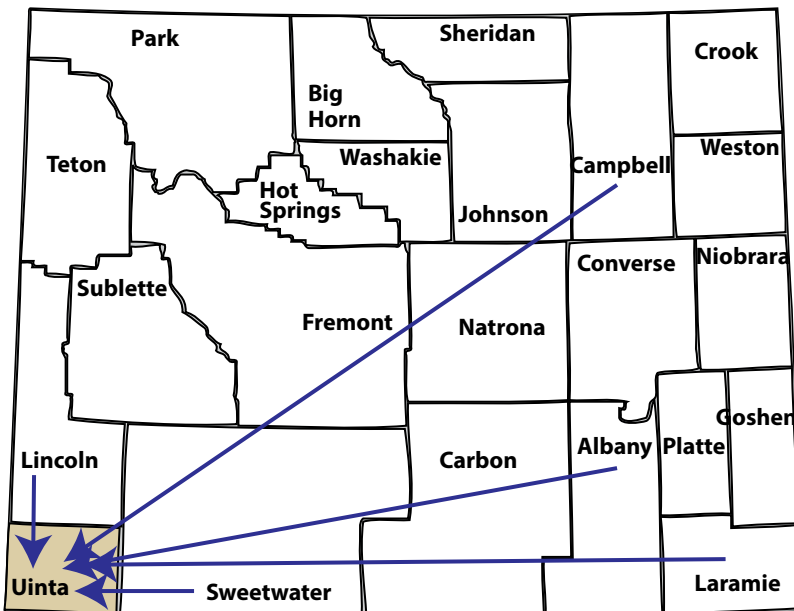 Park
Sheridan
Crook
Big
Horn
Teton
Washakie
Campbell
Weston
Hot
Springs
Johnson
Sublette
Converse
Niobrara
Fremont
Natrona
Goshen
Lincoln
Carbon
Albany
Platte
Uinta
Sweetwater
Laramie